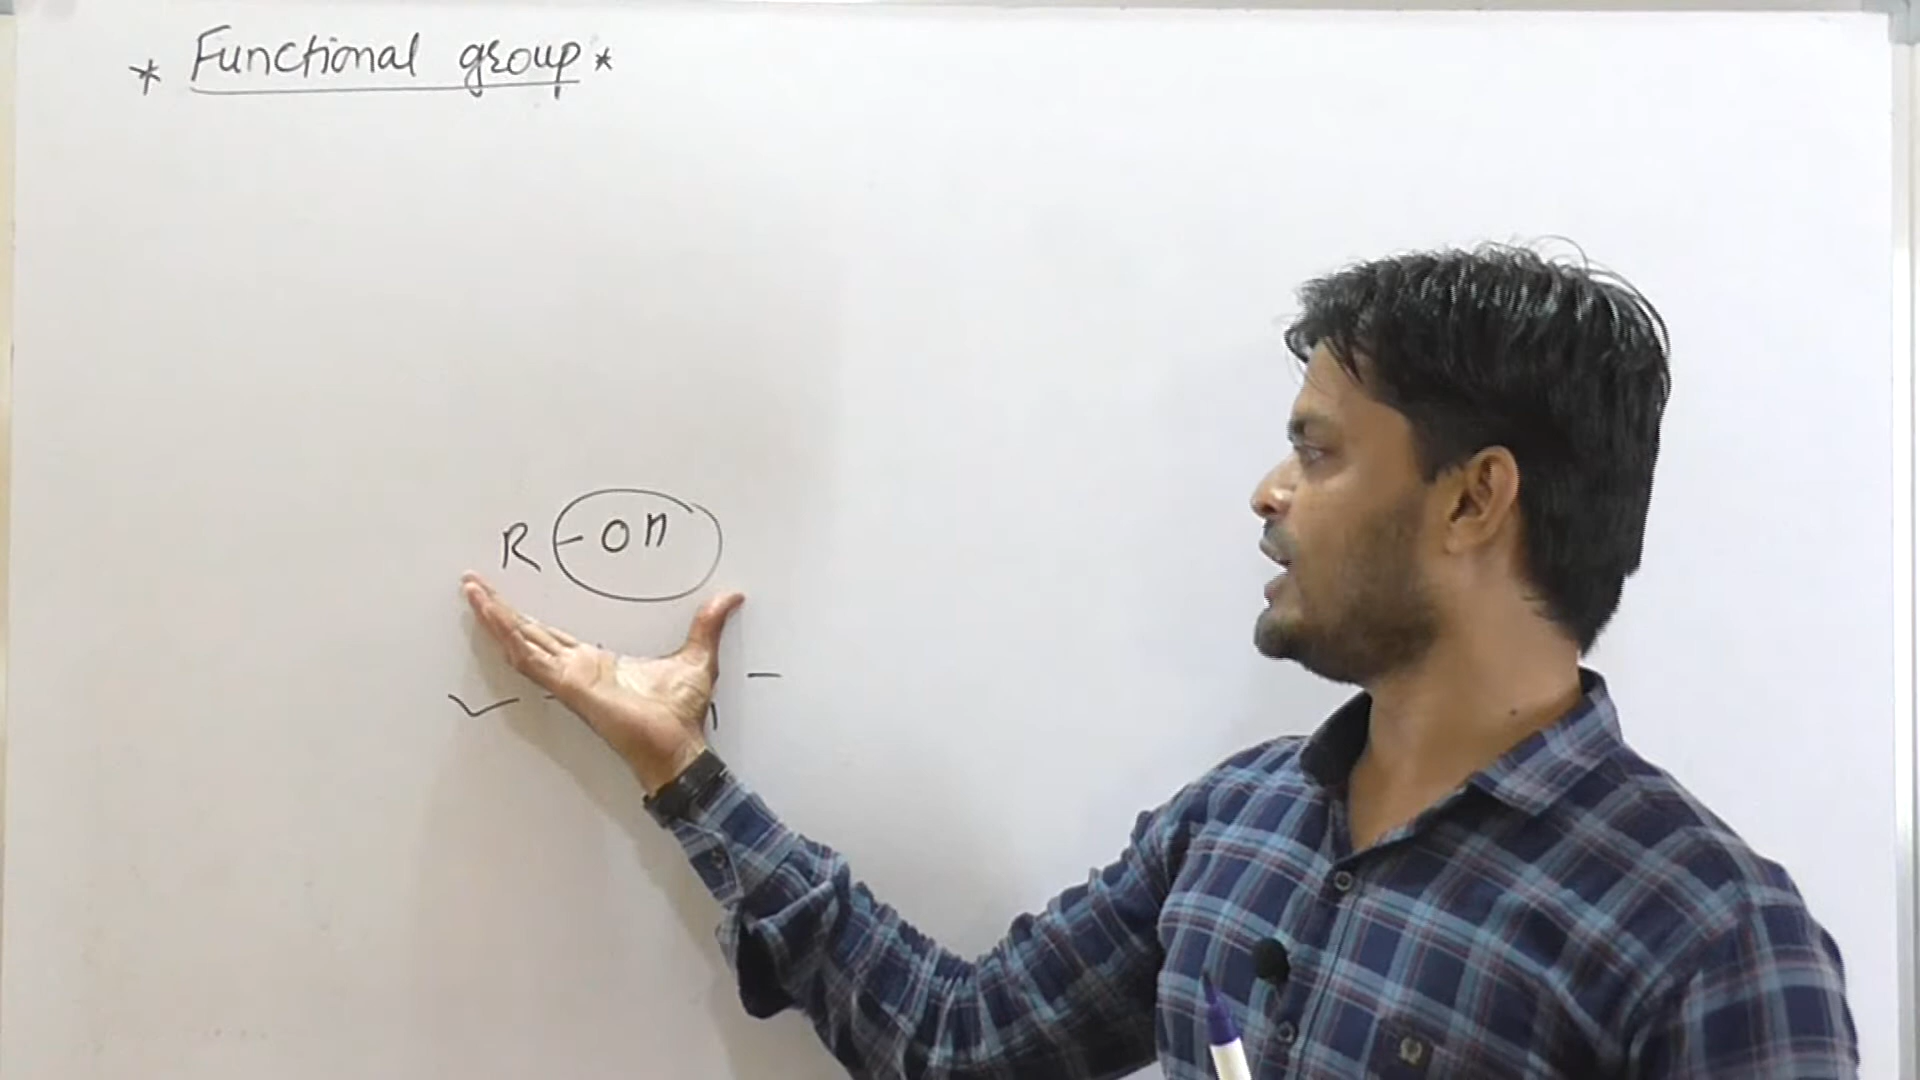 * Functional group *
R - OH